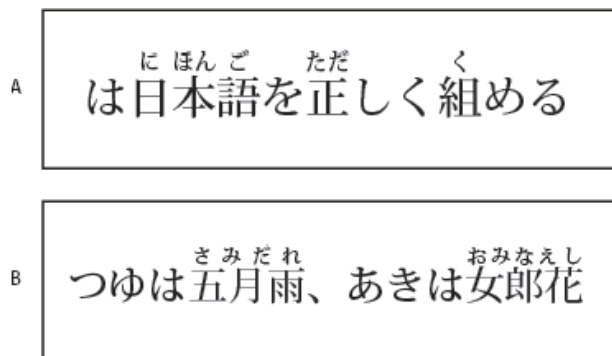 A
に ほん ご ただ く
は日本語を正しく組める
B
さみだれ おみなえし
つゆは五月雨、あきは女郎花